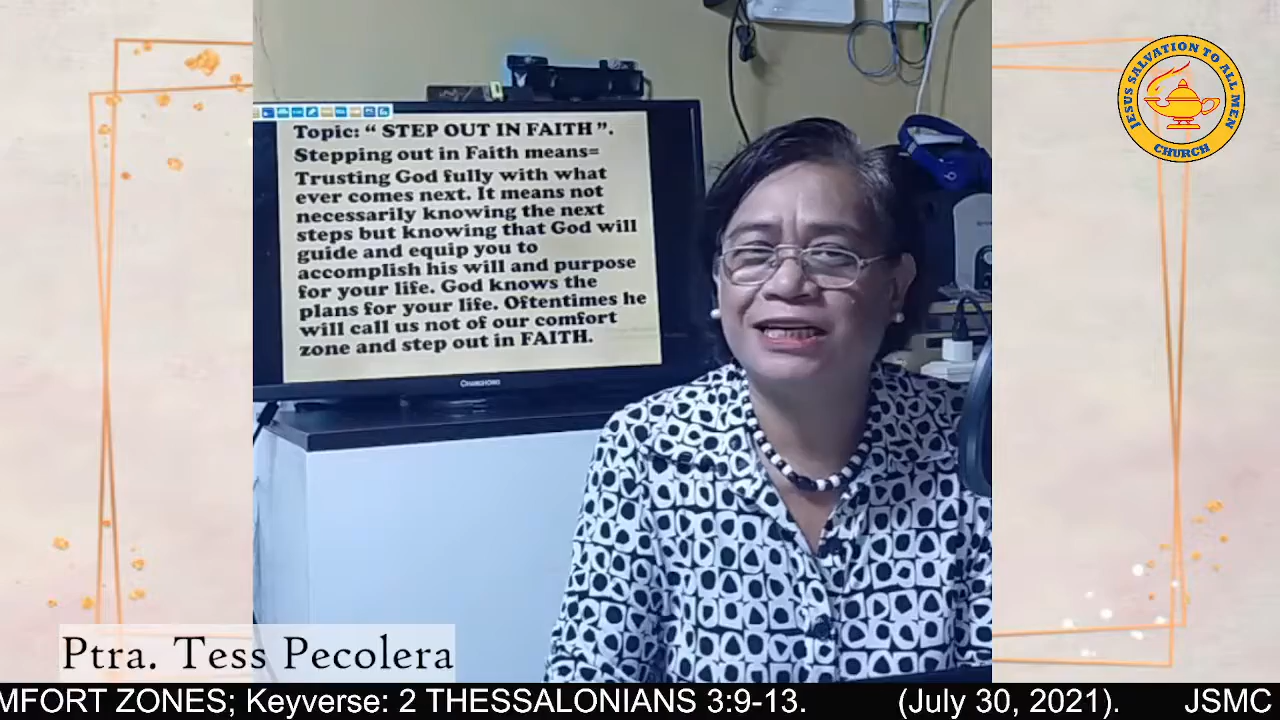 Topic: “ STEP OUT IN FAITH ”.
Stepping out in Faith means=
Trusting God fully with what
ever comes next. It means not
necessarily knowing the next
steps but knowing that God will
guide and equip you to
accomplish his will and purpose
for your life. God knows the
plans for your life. Oftentimes he
will call us not of our comfort
zone and step out in FAITH.
CHANGHONG
JESUS SALVATION TO ALL MEN
CHURCH
Ptra. Tess Pecolera
MFORT ZONES; Keyverse: 2 THESSALONIANS 3:9-13. (July 30, 2021). JSMC